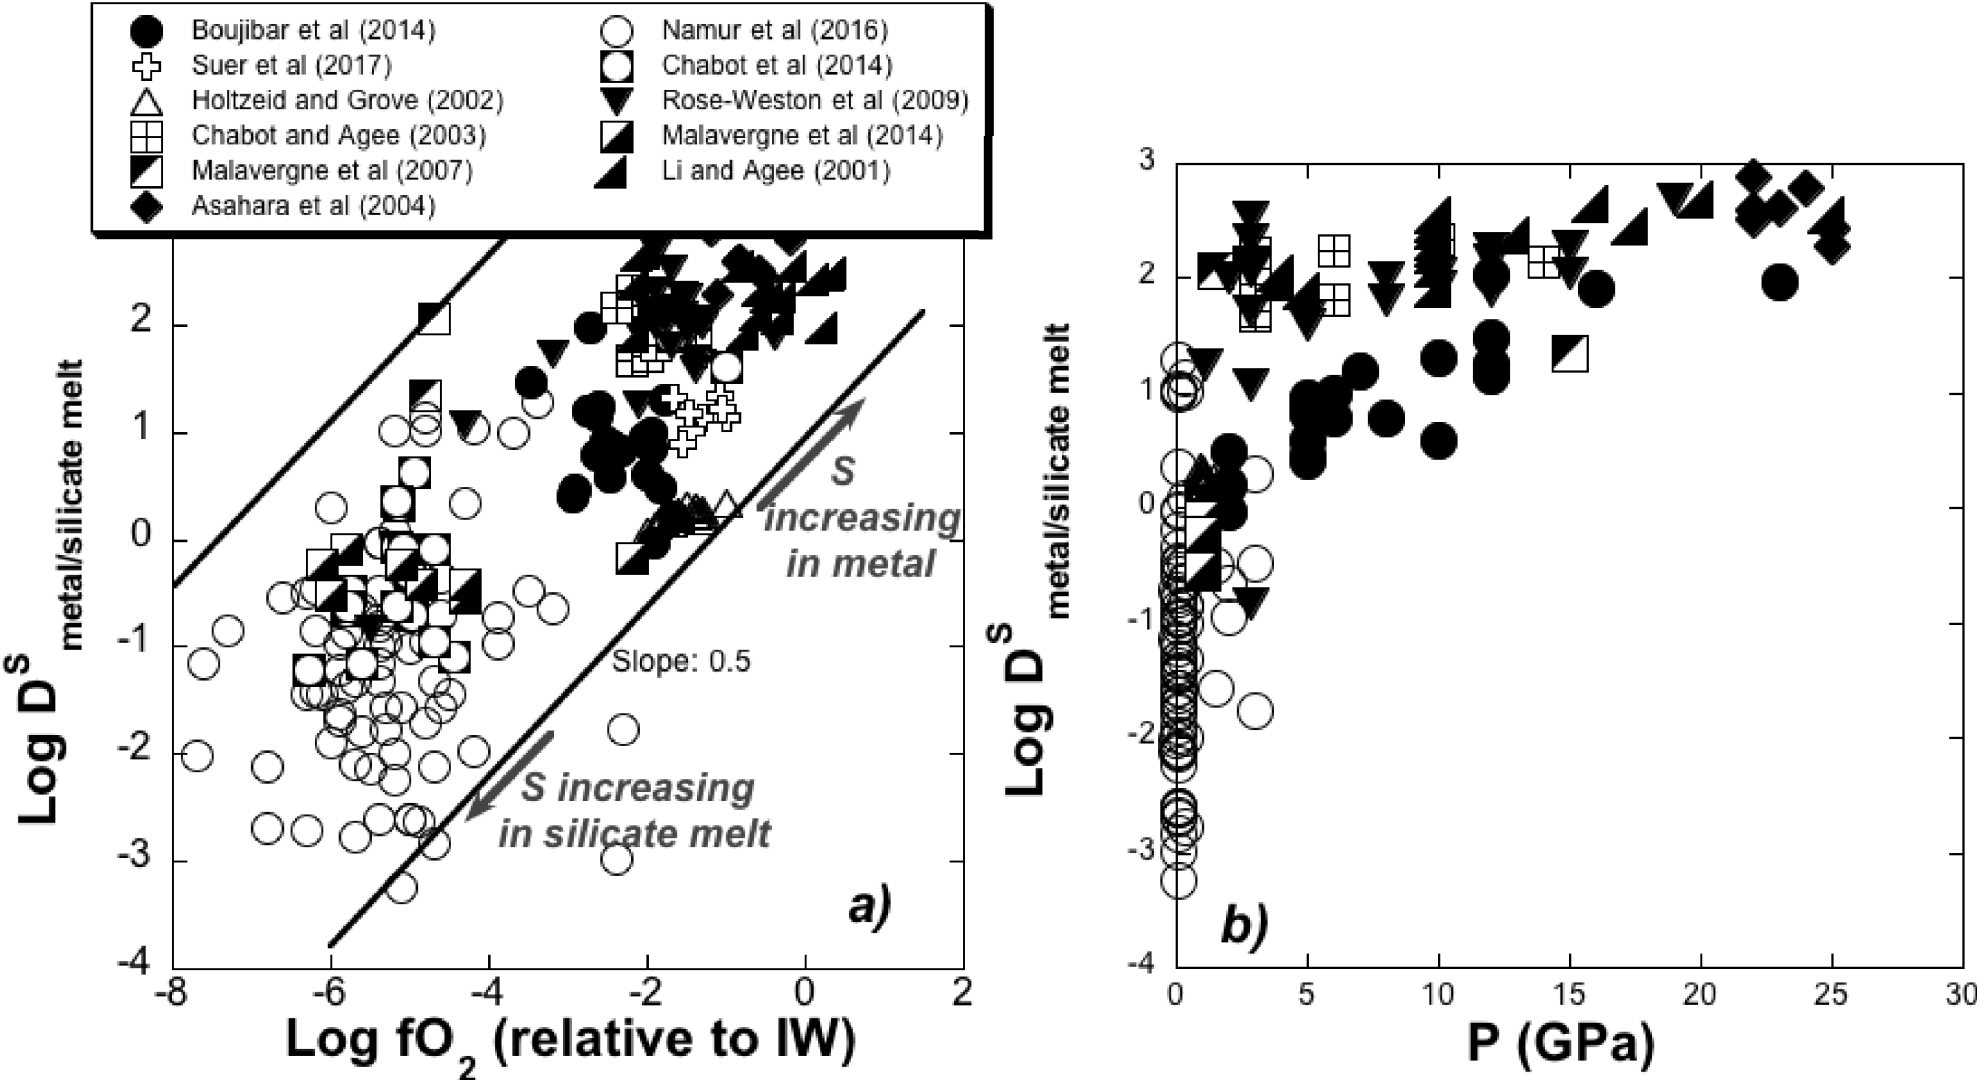 Boujibar et al (2014)
Namur et al (2016)
Suer et al (2017)
Chabot et al (2014)
Holtzeid and Grove (2002)
Rose-Weston et al (2009)
Chabot and Agee (2003)
Malavergne et al (2014)
Malavergne et al (2007)
Li and Agee (2001)
Asahara et al (2004)
2
1
0
-1
-2
-3
-4
-8
-6
-4
-2
0
2
Log D^S metal/silicate melt
Log fO₂ (relative to IW)
S
increasing
in metal
Slope: 0.5
S increasing
in silicate melt
a)
3
2
1
0
-1
-2
-3
-4
0
5
10
15
20
25
30
Log D^S metal/silicate melt
P (GPa)
b)